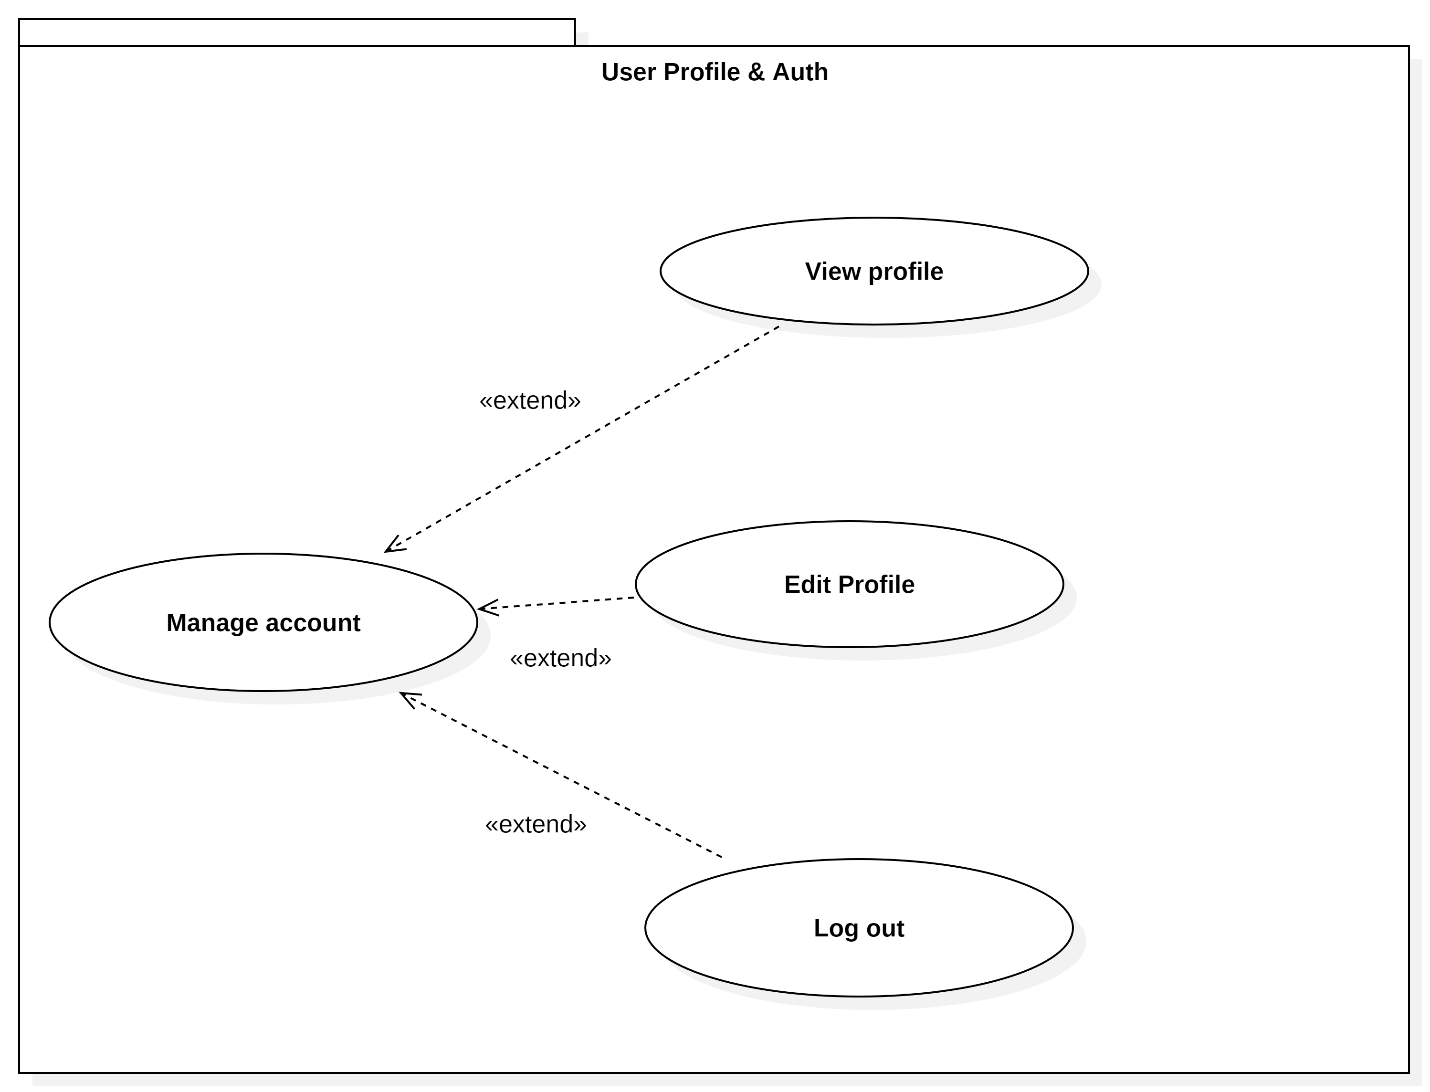 User Profile & Auth
View profile
«extend»
Edit Profile
Manage account
«extend»
«extend»
Log out